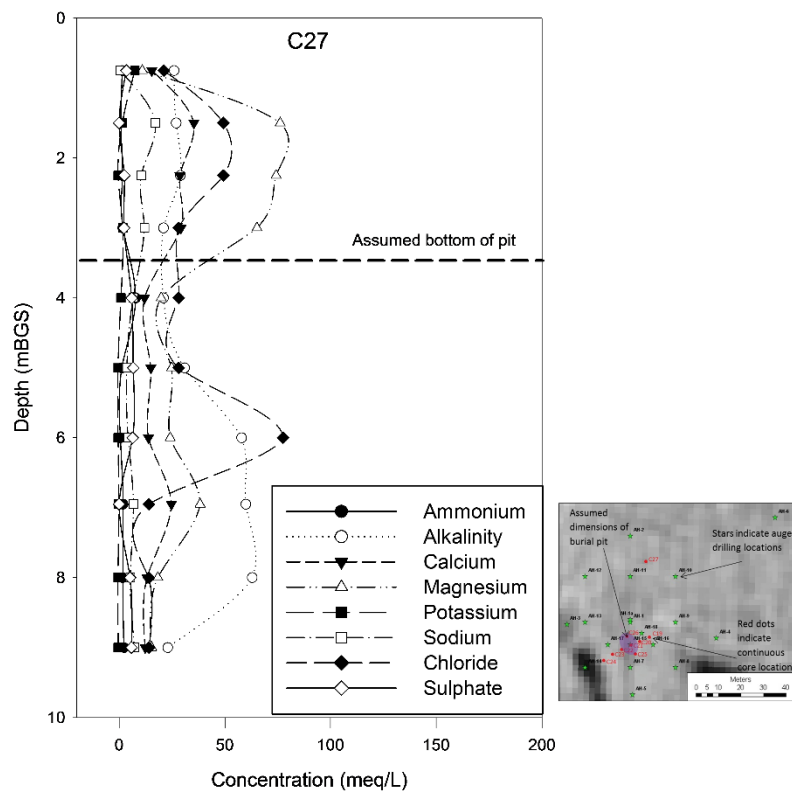 C27
0
2
4
6
8
10
Depth (mBGS)
Assumed bottom of pit
Ammonium
Alkalinity
Calcium
Magnesium
Potassium
Sodium
Chloride
Sulphate
0 50 100 150 200
Concentration (meq/L)
Assumed
dimensions of
burial pit
Stars indicate auger
drilling locations
Red dots
indicate
continuous
core location
C27
Meters
0 5 10 20 30 40